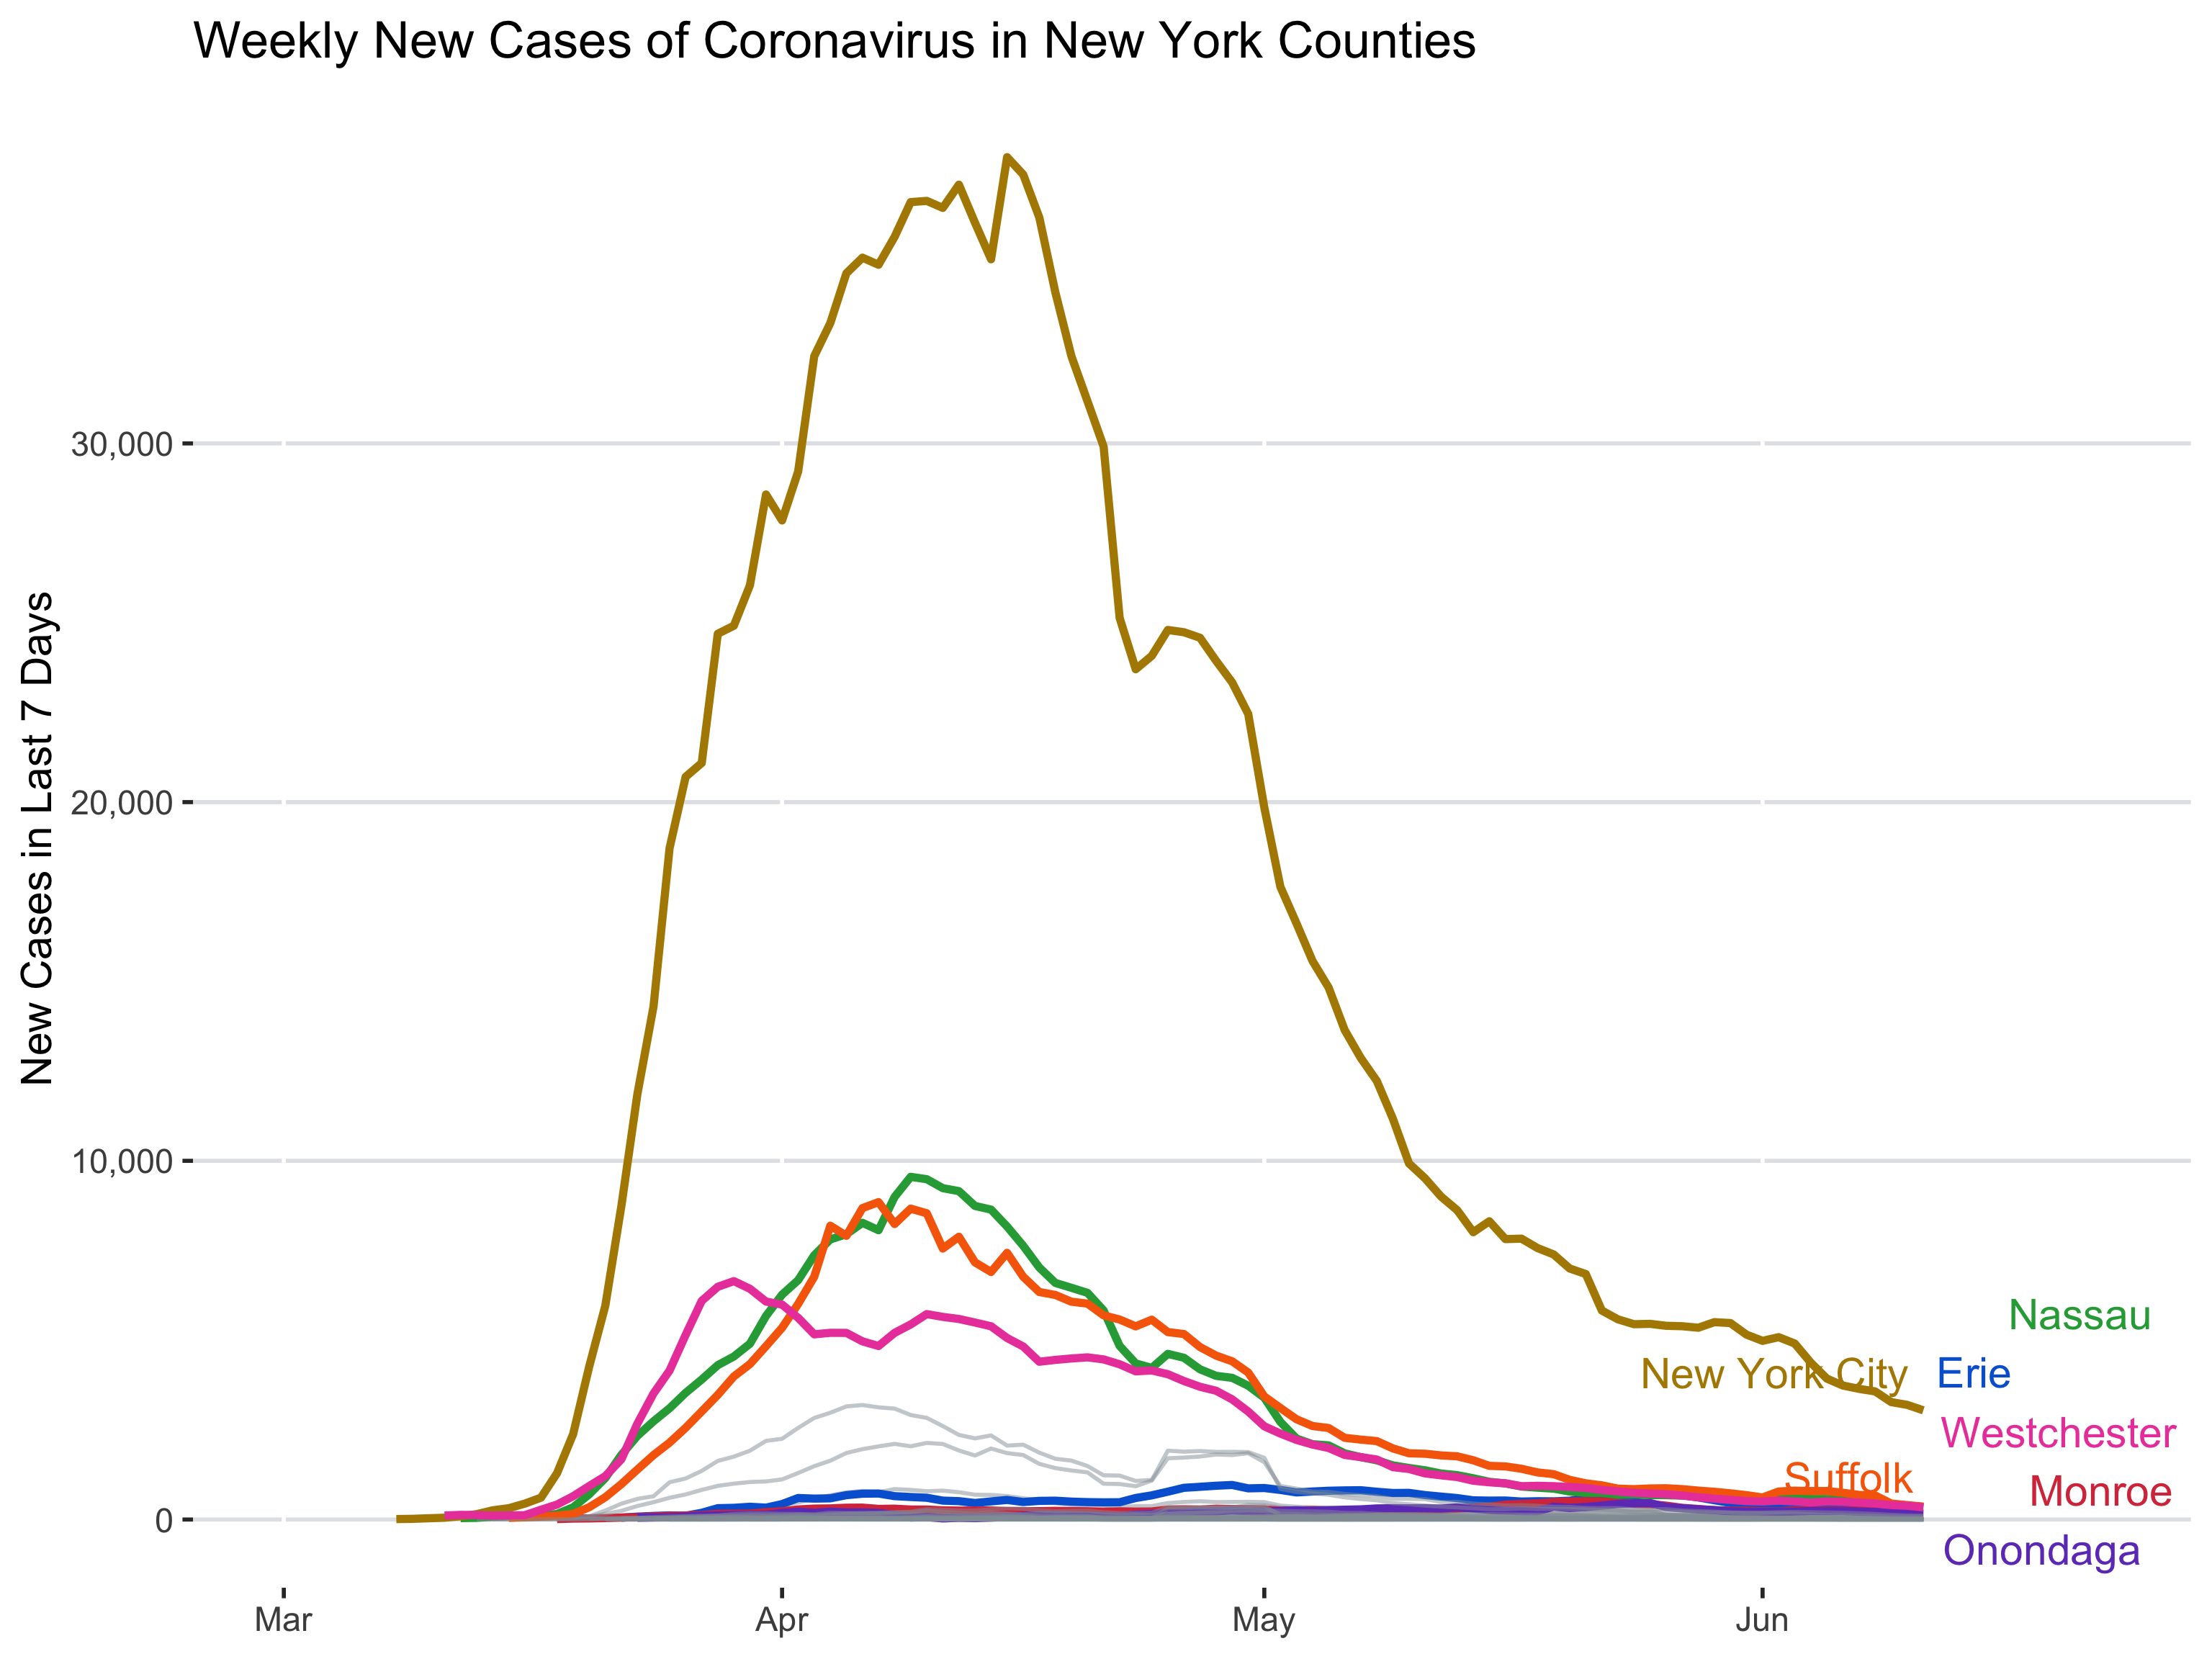 Weekly New Cases of Coronavirus in New York Counties
New Cases in Last 7 Days
30,000
20,000
10,000
0
Nassau
New York City
Erie
Westchester
Suffolk
Monroe
Onondaga
Mar
Apr
May
Jun